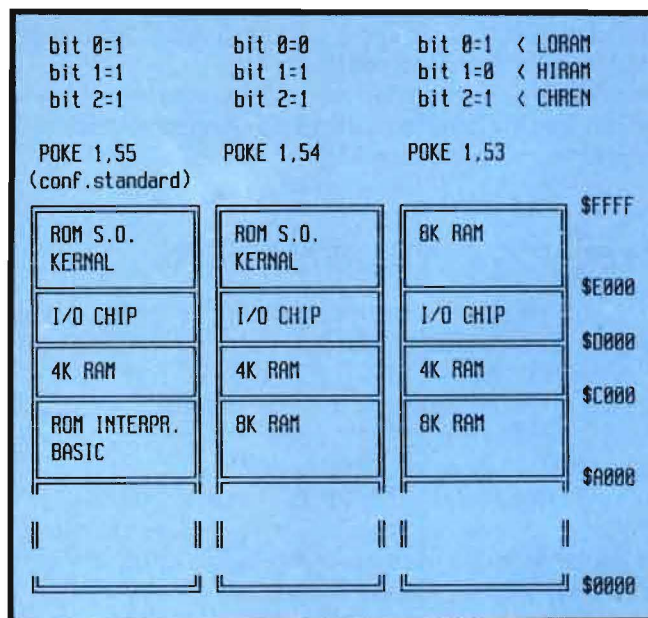 bit 0=1 bit 0=0 bit 0=1 < LORAM
bit 1=1 bit 1=1 bit 1=0 < HIRAM
bit 2=1 bit 2=1 bit 2=1 < CHREN
POKE 1,55 POKE 1,54 POKE 1,53
(conf.standard)
$FFFF
ROM S.O. ROM S.O. 8K RAM
KERNAL KERNAL
$E000
I/O CHIP I/O CHIP I/O CHIP
$D000
4K RAM 4K RAM 4K RAM
$C000
ROM INTERPR. 8K RAM 8K RAM
BASIC
$A000
$0000